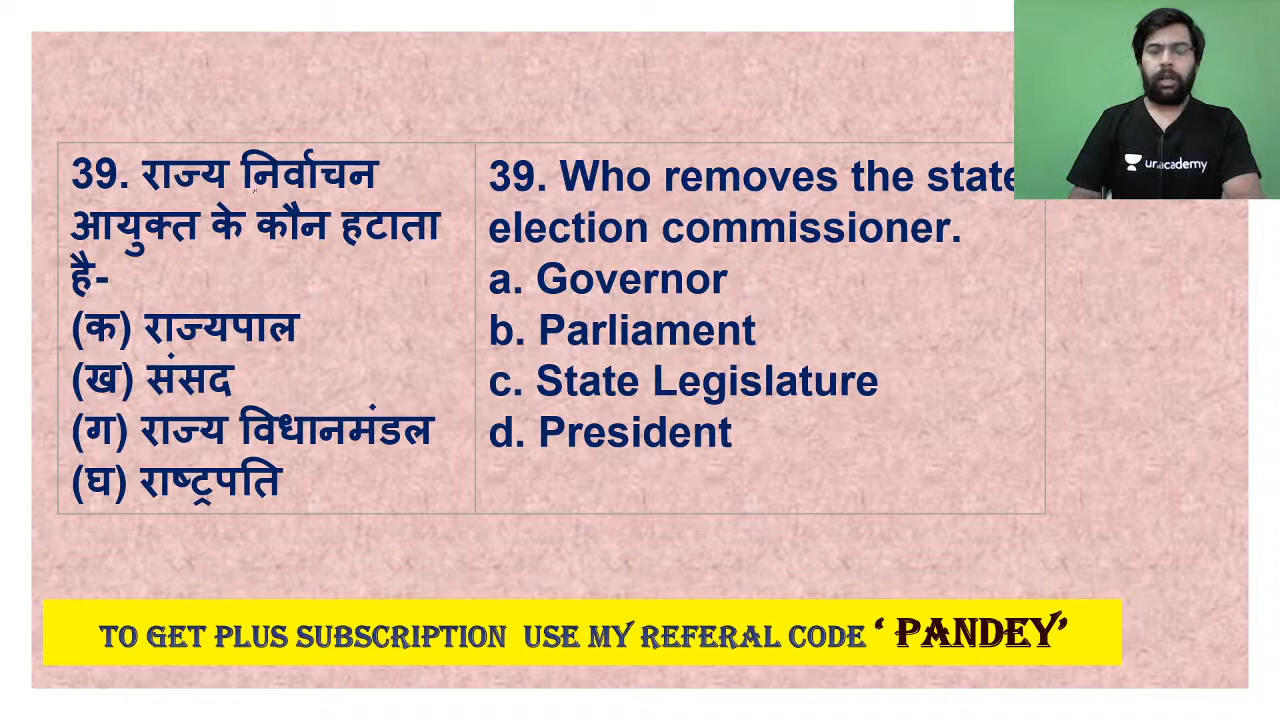 39. राज्य निर्वाचन
आयुक्त के कौन हटाता
है-
(क) राज्यपाल
(ख) संसद
(ग) राज्य विधानमंडल
(घ) राष्ट्रपति
39. Who removes the state
election commissioner.
a. Governor
b. Parliament
c. State Legislature
d. President
unacademy
TO GET PLUS SUBSCRIPTION USE MY REFERAL CODE ‘ PANDEY’